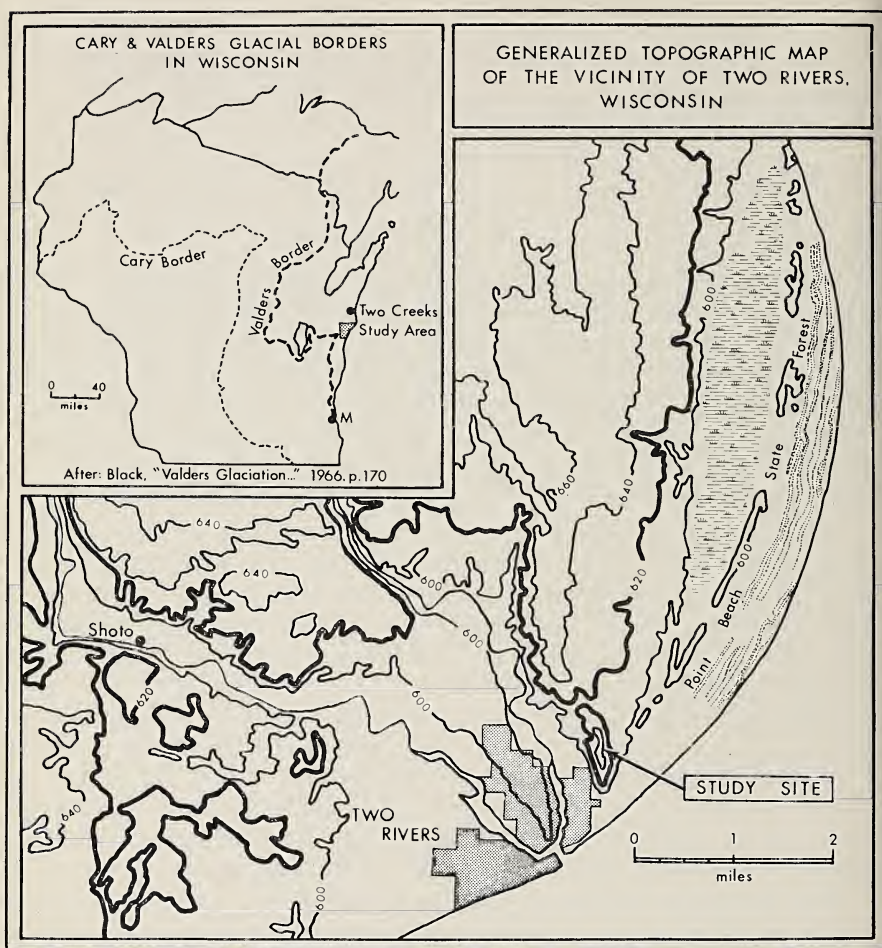 CARY & VALDERS GLACIAL BORDERS
IN WISCONSIN
Cary Border
Valders Border
Two Creeks
Study Area
M
0 40
miles
After: Black, "Valders Glaciation..." 1966.p.170
GENERALIZED TOPOGRAPHIC MAP
OF THE VICINITY OF TWO RIVERS,
WISCONSIN
600
Point Beach State Forest
660
640
620
600
640
640
600
600
Shoto
620
600
640
TWO
RIVERS
600
STUDY SITE
0 1 2
miles